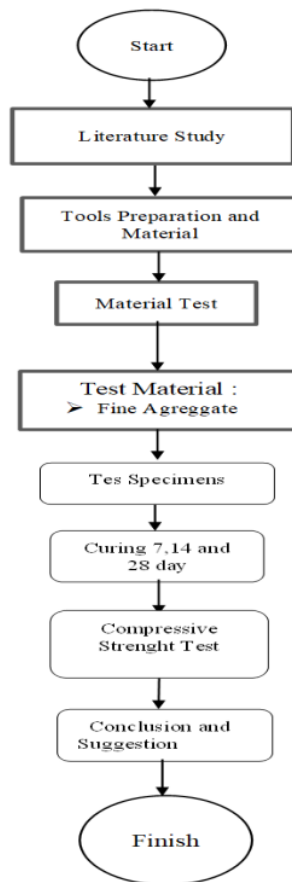 Start
Literature Study
Tools Preparation and
Material
Material Test
Test Material :
➤ Fine Agreggate
Tes Specimens
Curing 7,14 and
28 day
Compressive
Strenght Test
Conclusion and
Suggestion
Finish